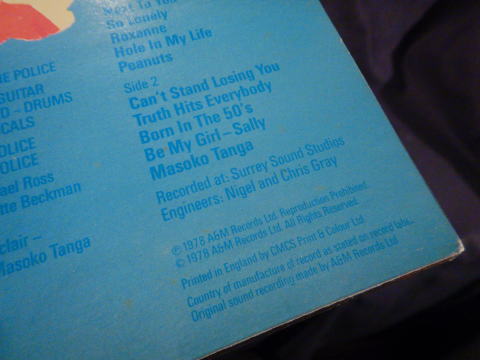 HE POLICE
GUITAR
D – DRUMS
CALS
OLICE
OLICE
ael Ross
tte Beckman
clair –
Masoko Tanga
Next To You
So Lonely
Roxanne
Hole In My Life
Peanuts
Side 2
Can't Stand Losing You
Truth Hits Everybody
Born In The 50's
Be My Girl – Sally
Masoko Tanga
Recorded at: Surrey Sound Studios
Engineers: Nigel and Chris Gray
℗ 1978 A&M Records Ltd. Reproduction Prohibited.
© 1978 A&M Records Ltd. All Rights Reserved.
Printed in England by CMCS Print & Colour Ltd
Country of manufacture of record as stated on record label.
Original sound recording made by A&M Records Ltd